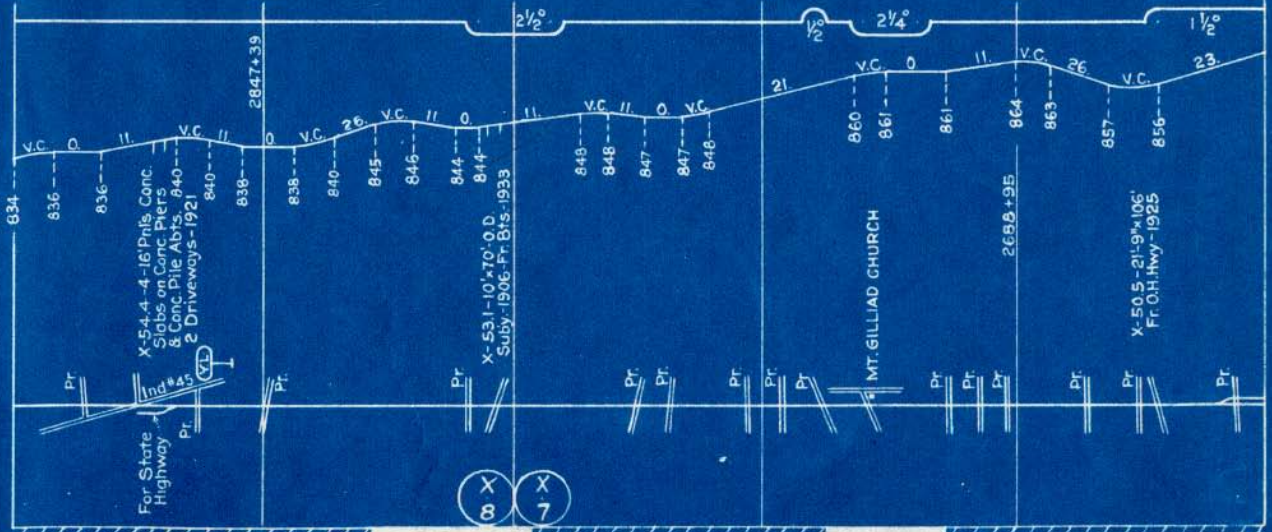 2½°
½°
2¼°
1½°
V.C.
O.
11.
V.C.
11.
O.
V.C.
26.
V.C.
11.
O.
11.
V.C.
11.
O.
V.C.
21.
V.C.
O.
11.
V.C.
26.
V.C.
23.
834
836
836
840
840
838
2847+39
838
840
845
846
844
844
848
848
847
847
848
860
861
861
864
863
857
856
2688+95
X-54.4-4-16'Pnls. Conc.
Slabs on Conc. Piers
& Conc. Pile Abts.
2 Driveways-1921
X-53.1-10'x70'-O.D.
Suby.-1906-Fr. Bts-1933
MT. GILLIAD CHURCH
X-50.5-21'-9"x106'
Fr. O.H. Hwy-1925
Pr.
Ind #45
YL
Pr.
Pr.
Pr.
Pr.
Pr.
Pr.
Pr.
Pr.
Pr.
Pr.
Pr.
Pr.
Pr.
Pr.
For State
Highway
X
8
X
7